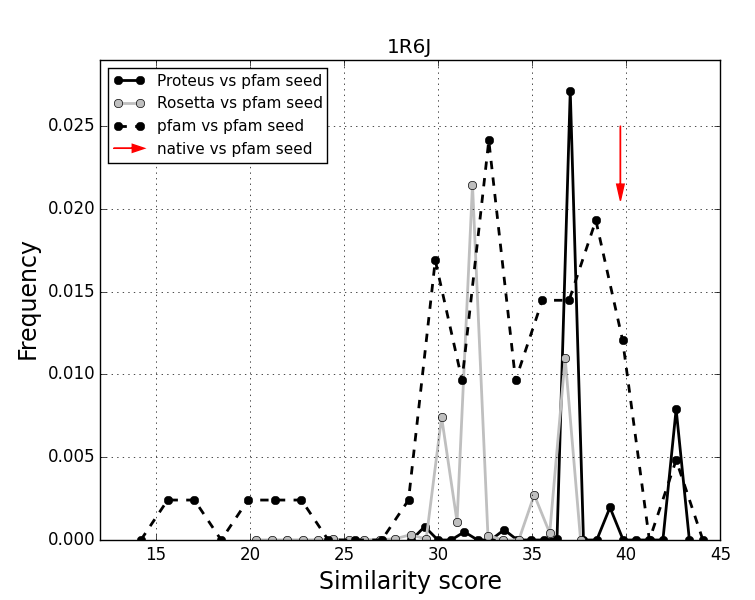 1R6J
Proteus vs pfam seed
Rosetta vs pfam seed
pfam vs pfam seed
native vs pfam seed
Frequency
0.025
0.020
0.015
0.010
0.005
0.000
15 20 25 30 35 40 45
Similarity score